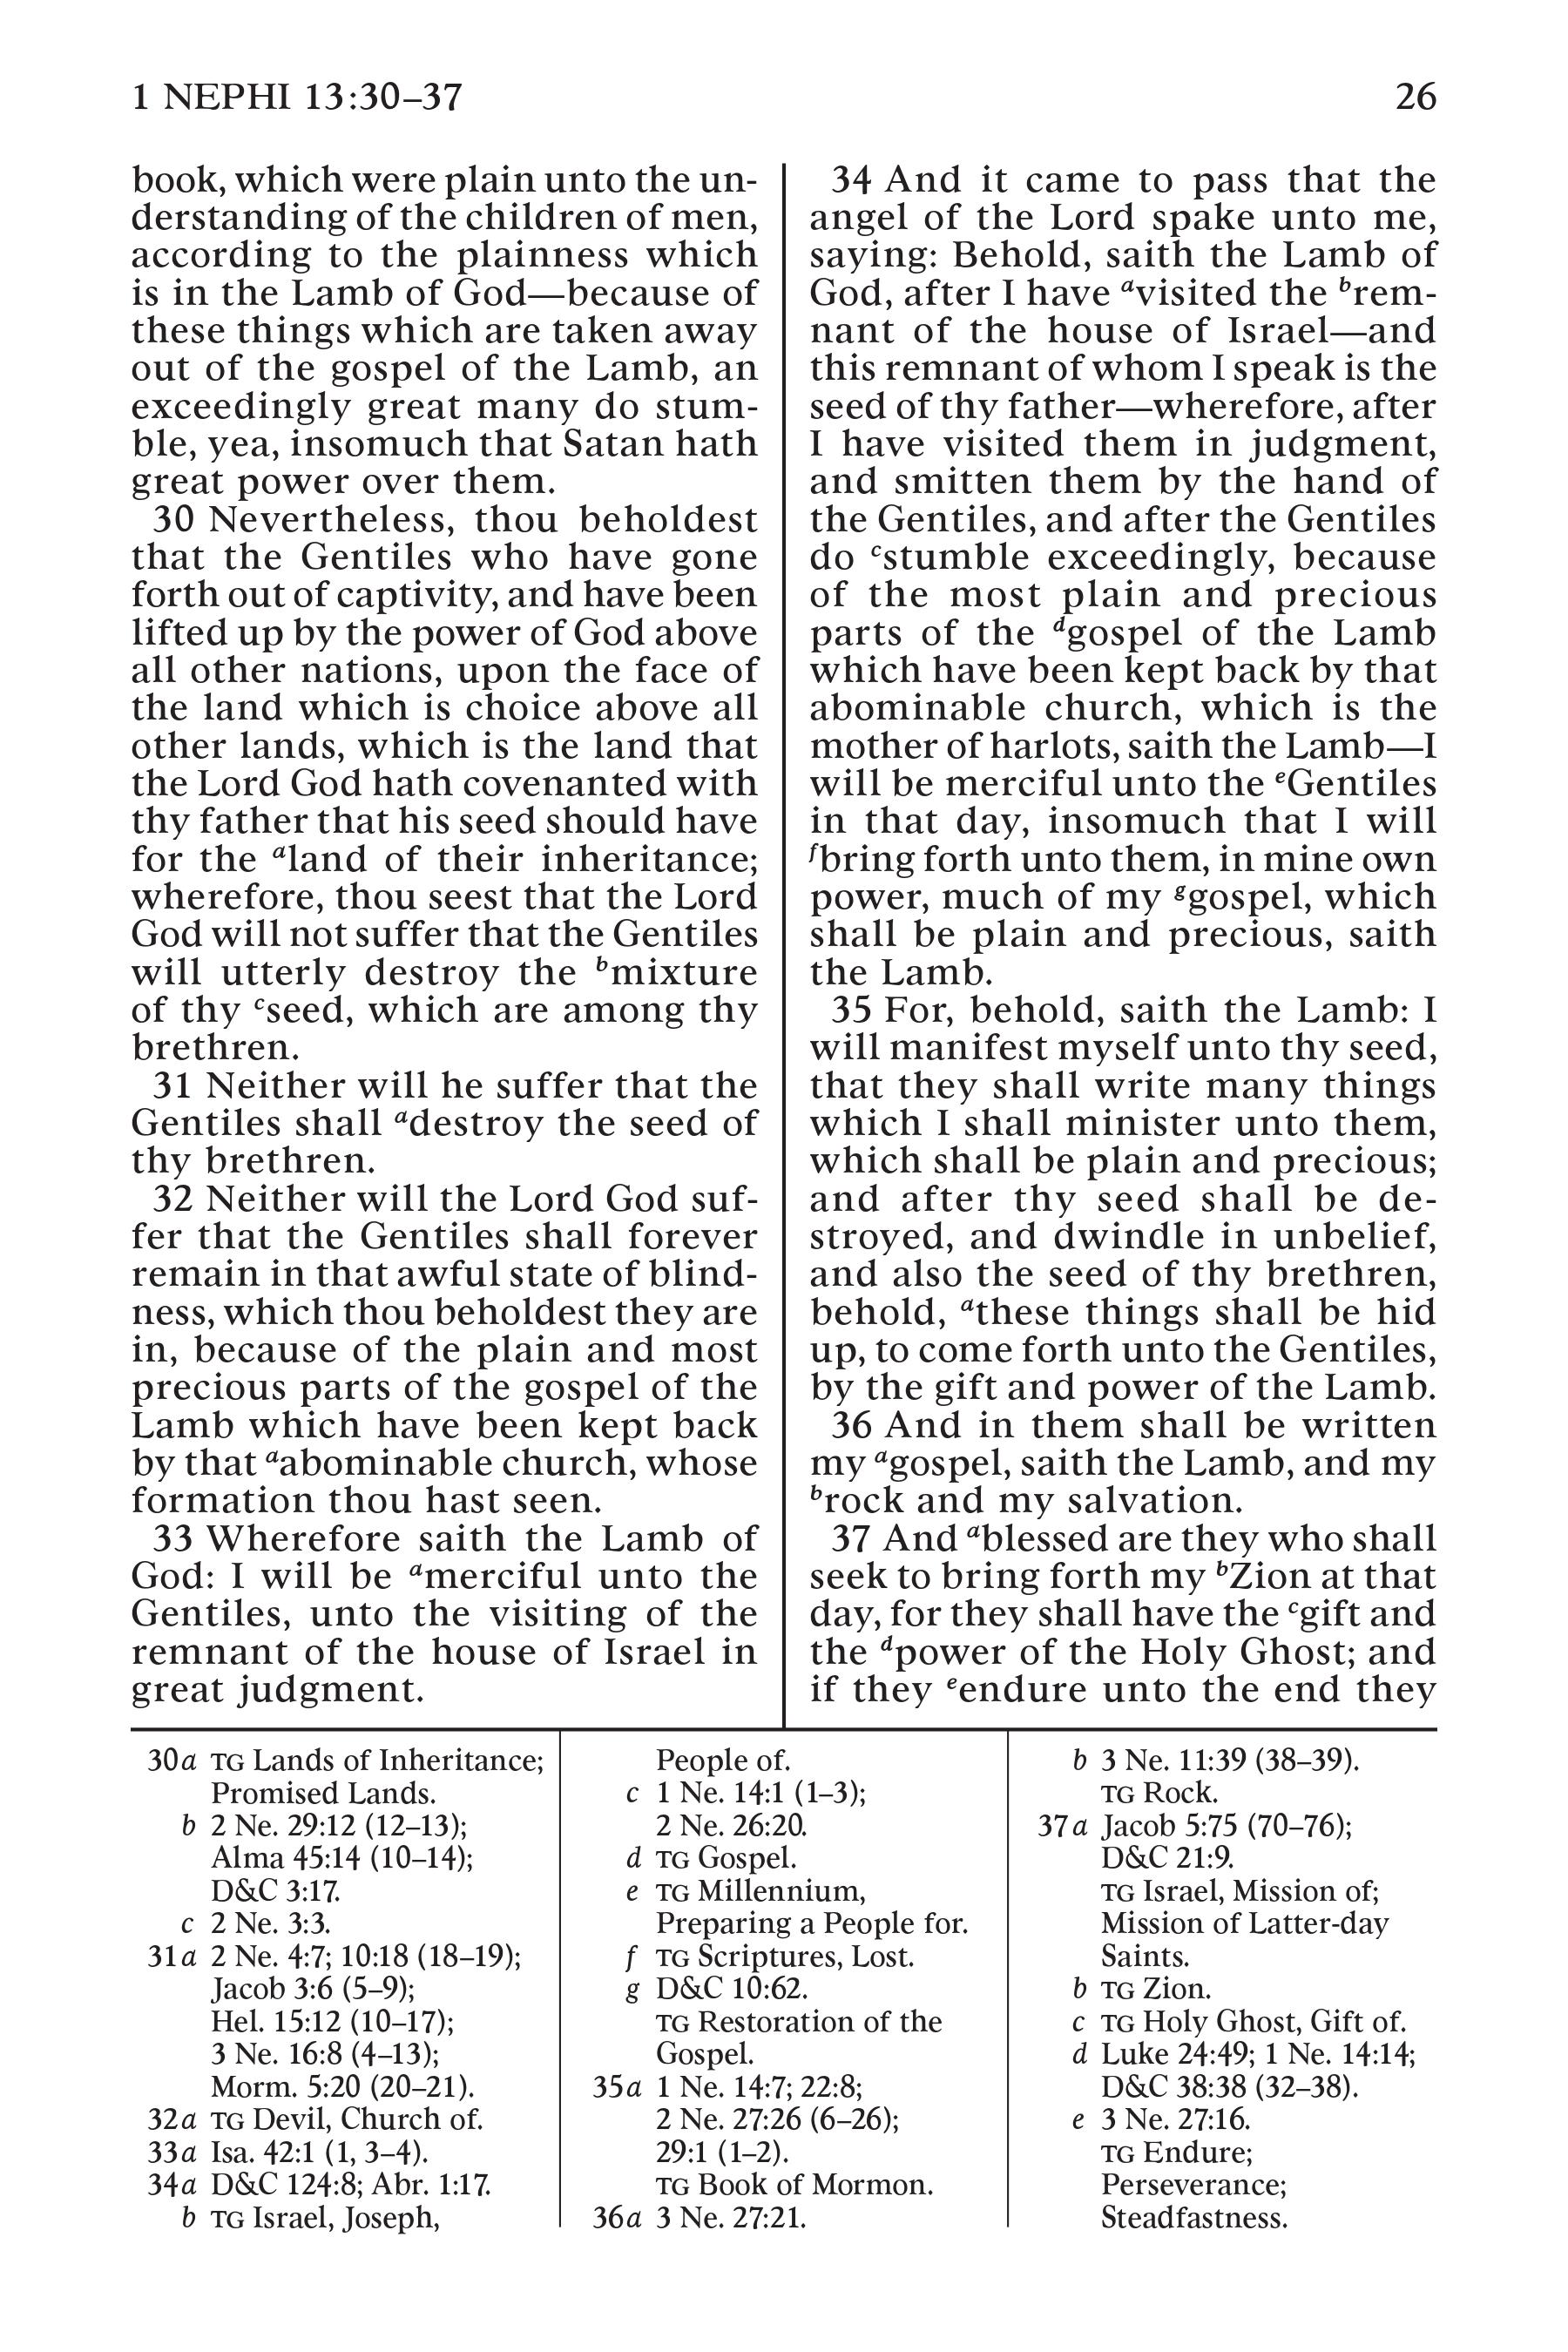 1 NEPHI 13:30–37
26
book, which were plain unto the un-
derstanding of the children of men,
according to the plainness which
is in the Lamb of God—because of
these things which are taken away
out of the gospel of the Lamb, an
exceedingly great many do stum-
ble, yea, insomuch that Satan hath
great power over them.
30 Nevertheless, thou beholdest
that the Gentiles who have gone
forth out of captivity, and have been
lifted up by the power of God above
all other nations, upon the face of
the land which is choice above all
other lands, which is the land that
the Lord God hath covenanted with
thy father that his seed should have
for the aland of their inheritance;
wherefore, thou seest that the Lord
God will not suffer that the Gentiles
will utterly destroy the bmixture
of thy cseed, which are among thy
brethren.
31 Neither will he suffer that the
Gentiles shall adestroy the seed of
thy brethren.
32 Neither will the Lord God suf-
fer that the Gentiles shall forever
remain in that awful state of blind-
ness, which thou beholdest they are
in, because of the plain and most
precious parts of the gospel of the
Lamb which have been kept back
by that aabominable church, whose
formation thou hast seen.
33 Wherefore saith the Lamb of
God: I will be amerciful unto the
Gentiles, unto the visiting of the
remnant of the house of Israel in
great judgment.
34 And it came to pass that the
angel of the Lord spake unto me,
saying: Behold, saith the Lamb of
God, after I have avisited the brem-
nant of the house of Israel—and
this remnant of whom I speak is the
seed of thy father—wherefore, after
I have visited them in judgment,
and smitten them by the hand of
the Gentiles, and after the Gentiles
do cstumble exceedingly, because
of the most plain and precious
parts of the dgospel of the Lamb
which have been kept back by that
abominable church, which is the
mother of harlots, saith the Lamb—I
will be merciful unto the eGentiles
in that day, insomuch that I will
fbring forth unto them, in mine own
power, much of my ggospel, which
shall be plain and precious, saith
the Lamb.
35 For, behold, saith the Lamb: I
will manifest myself unto thy seed,
that they shall write many things
which I shall minister unto them,
which shall be plain and precious;
and after thy seed shall be de-
stroyed, and dwindle in unbelief,
and also the seed of thy brethren,
behold, athese things shall be hid
up, to come forth unto the Gentiles,
by the gift and power of the Lamb.
36 And in them shall be written
my agospel, saith the Lamb, and my
brock and my salvation.
37 And ablessed are they who shall
seek to bring forth my bZion at that
day, for they shall have the cgift and
the dpower of the Holy Ghost; and
if they eendure unto the end they
30a TG Lands of Inheritance;
Promised Lands.
b 2 Ne. 29:12 (12–13);
Alma 45:14 (10–14);
D&C 3:17.
c 2 Ne. 3:3.
31a 2 Ne. 4:7; 10:18 (18–19);
Jacob 3:6 (5–9);
Hel. 15:12 (10–17);
3 Ne. 16:8 (4–13);
Morm. 5:20 (20–21).
32a TG Devil, Church of.
33a Isa. 42:1 (1, 3–4).
34a D&C 124:8; Abr. 1:17.
b TG Israel, Joseph,
People of.
c 1 Ne. 14:1 (1–3);
2 Ne. 26:20.
d TG Gospel.
e TG Millennium,
Preparing a People for.
f TG Scriptures, Lost.
g D&C 10:62.
TG Restoration of the
Gospel.
35a 1 Ne. 14:7; 22:8;
2 Ne. 27:26 (6–26);
29:1 (1–2).
TG Book of Mormon.
36a 3 Ne. 27:21.
b 3 Ne. 11:39 (38–39).
TG Rock.
37a Jacob 5:75 (70–76);
D&C 21:9.
TG Israel, Mission of;
Mission of Latter-day
Saints.
b TG Zion.
c TG Holy Ghost, Gift of.
d Luke 24:49; 1 Ne. 14:14;
D&C 38:38 (32–38).
e 3 Ne. 27:16.
TG Endure;
Perseverance;
Steadfastness.